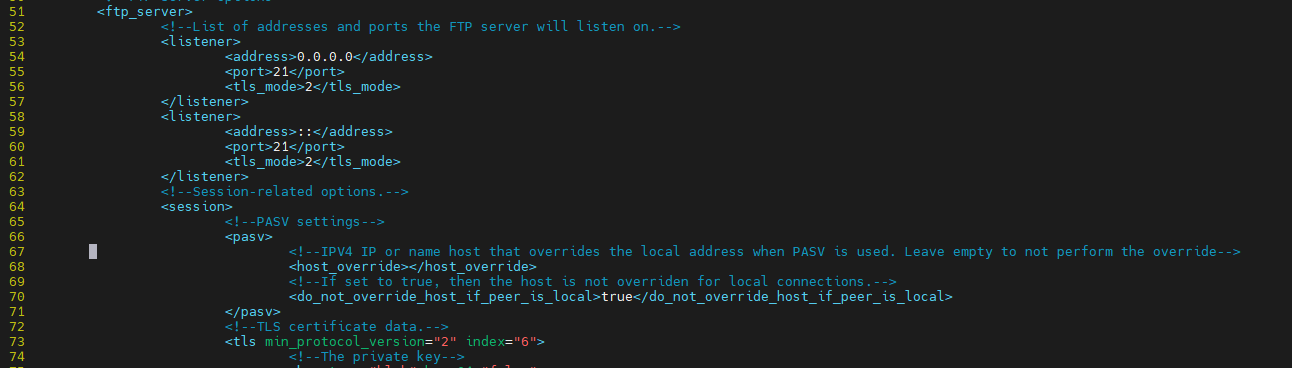 51 <ftp_server>
52 <!--List of addresses and ports the FTP server will listen on.-->
53 <listener>
54 <address>0.0.0.0</address>
55 <port>21</port>
56 <tls_mode>2</tls_mode>
57 </listener>
58 <listener>
59 <address>::</address>
60 <port>21</port>
61 <tls_mode>2</tls_mode>
62 </listener>
63 <!--Session-related options.-->
64 <session>
65 <!--PASV settings-->
66 <pasv>
67 <!--IPV4 IP or name host that overrides the local address when PASV is used. Leave empty to not perform the override-->
68 <host_override></host_override>
69 <!--If set to true, then the host is not overriden for local connections.-->
70 <do_not_override_host_if_peer_is_local>true</do_not_override_host_if_peer_is_local>
71 </pasv>
72 <!--TLS certificate data.-->
73 <tls min_protocol_version="2" index="6">
74 <!--The private key-->